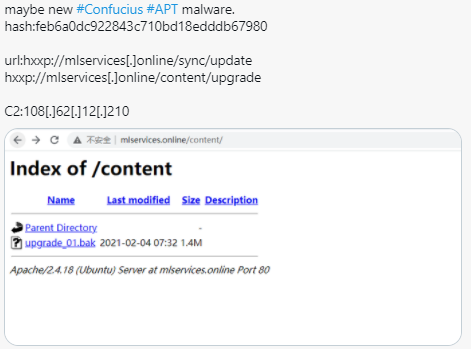 maybe new #Confucius #APT malware.
hash:feb6a0dc922843c710bd18edddb67980
url:hxxp://mlservices[.]online/sync/update
hxxp://mlservices[.]online/content/upgrade
C2:108[.]62[.]12[.]210
不安全 | mlservices.online/content/
Index of /content
Name Last modified Size Description
Parent Directory -
upgrade_01.bak 2021-02-04 07:32 1.4M
Apache/2.4.18 (Ubuntu) Server at mlservices.online Port 80